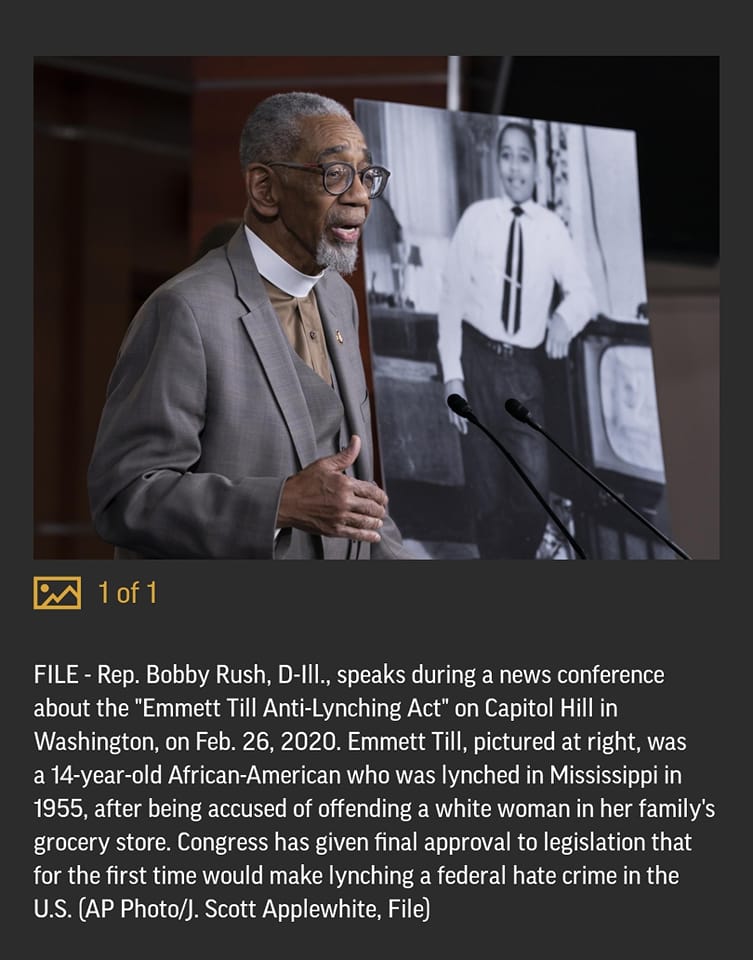 1 of 1
FILE - Rep. Bobby Rush, D-Ill., speaks during a news conference
about the "Emmett Till Anti-Lynching Act" on Capitol Hill in
Washington, on Feb. 26, 2020. Emmett Till, pictured at right, was
a 14-year-old African-American who was lynched in Mississippi in
1955, after being accused of offending a white woman in her family's
grocery store. Congress has given final approval to legislation that
for the first time would make lynching a federal hate crime in the
U.S. (AP Photo/J. Scott Applewhite, File)